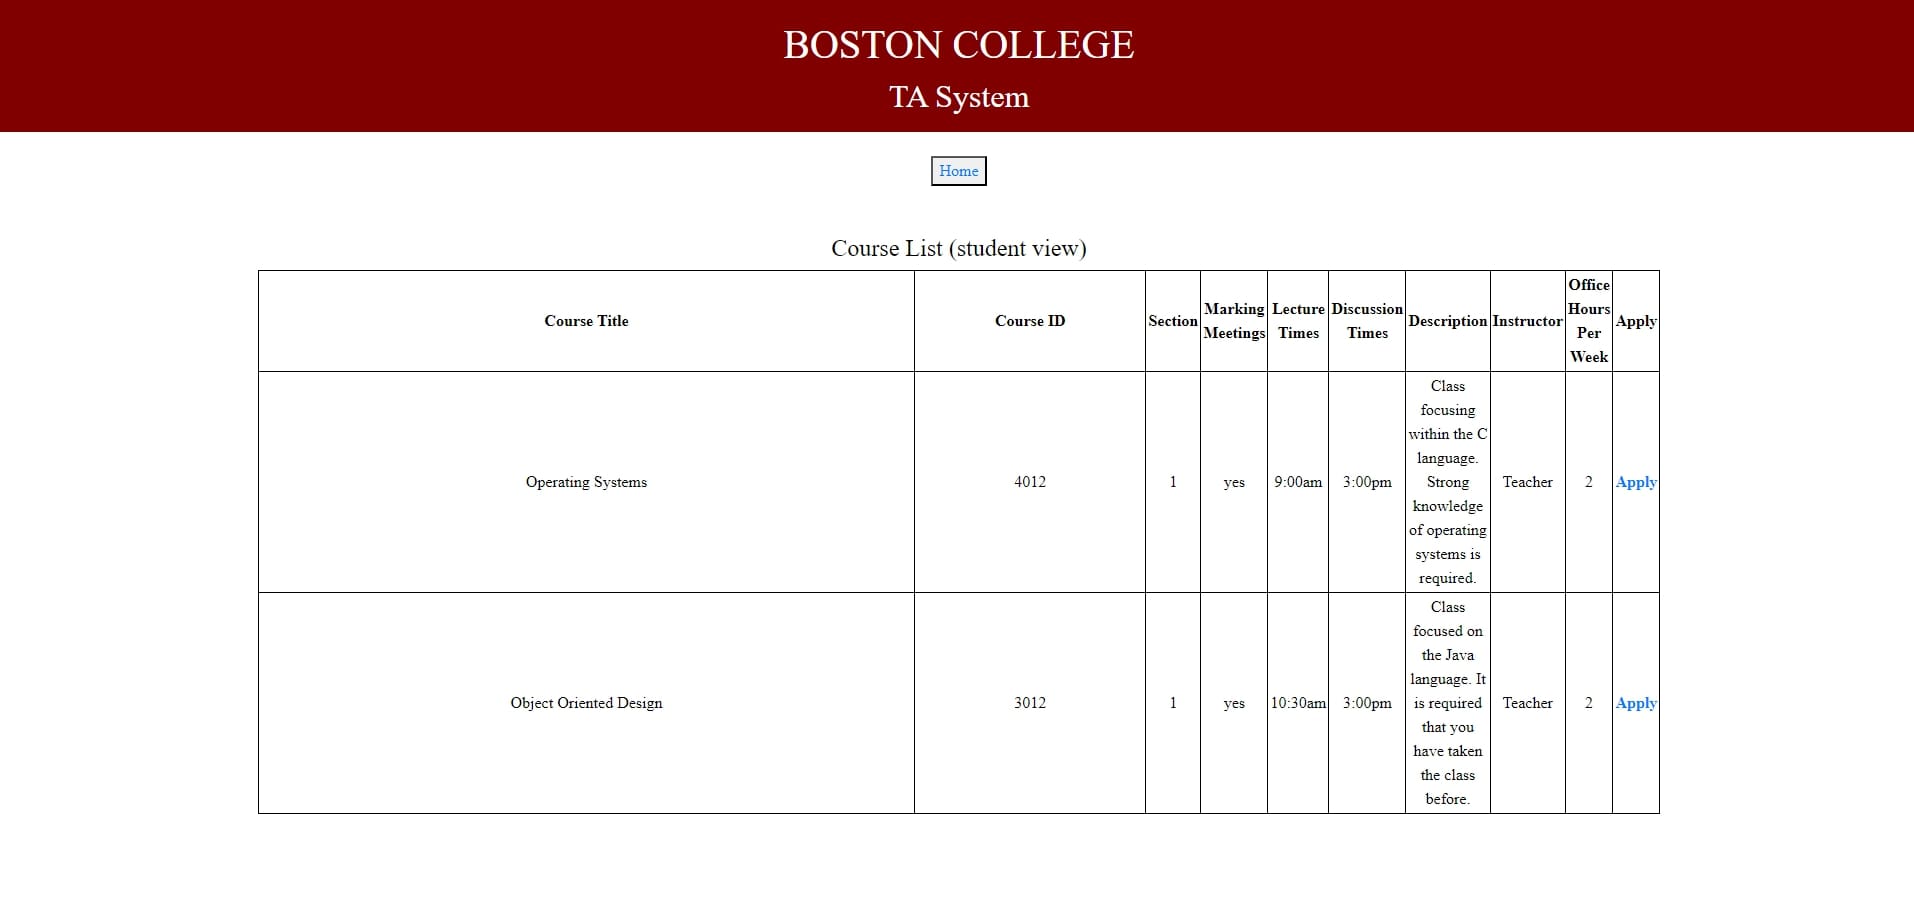 BOSTON COLLEGE
TA System
Home
Course List (student view)
Course Title
Course ID
Section
Marking
Meetings
Lecture
Times
Discussion
Times
Description
Instructor
Office
Hours
Per
Week
Apply
Operating Systems
4012
1
yes
9:00am
3:00pm
Class
focusing
within the C
language.
Strong
knowledge
of operating
systems is
required.
Teacher
2
Apply
Object Oriented Design
3012
1
yes
10:30am
3:00pm
Class
focused on
the Java
language. It
is required
that you
have taken
the class
before.
Teacher
2
Apply